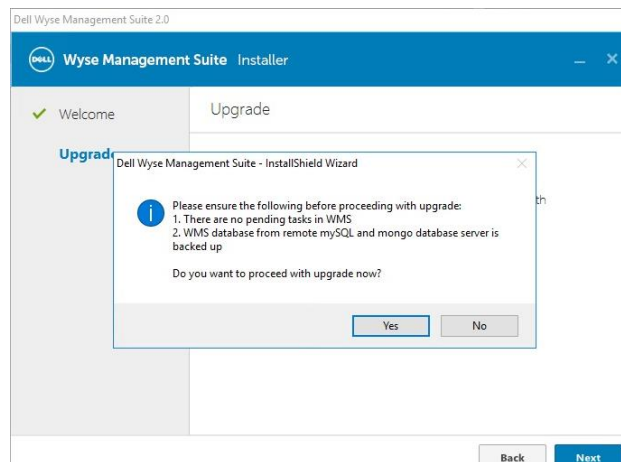 Dell Wyse Management Suite 2.0
DELL Wyse Management Suite Installer
Welcome
Upgrade
Upgrade
Dell Wyse Management Suite - InstallShield Wizard
Please ensure the following before proceeding with upgrade:
1. There are no pending tasks in WMS
2. WMS database from remote mySQL and mongo database server is
backed up
Do you want to proceed with upgrade now?
Yes
No
Back
Next